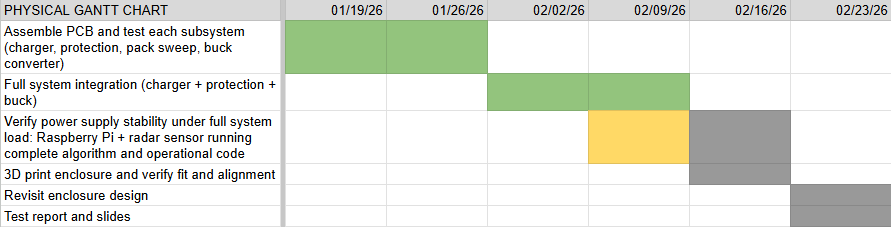 PHYSICAL GANTT CHART 01/19/26 01/26/26 02/02/26 02/09/26 02/16/26 02/23/26
Assemble PCB and test each subsystem
(charger, protection, pack sweep, buck
converter)
Full system integration (charger + protection +
buck)
Verify power supply stability under full system
load: Raspberry Pi + radar sensor running
complete algorithm and operational code
3D print enclosure and verify fit and alignment
Revisit enclosure design
Test report and slides